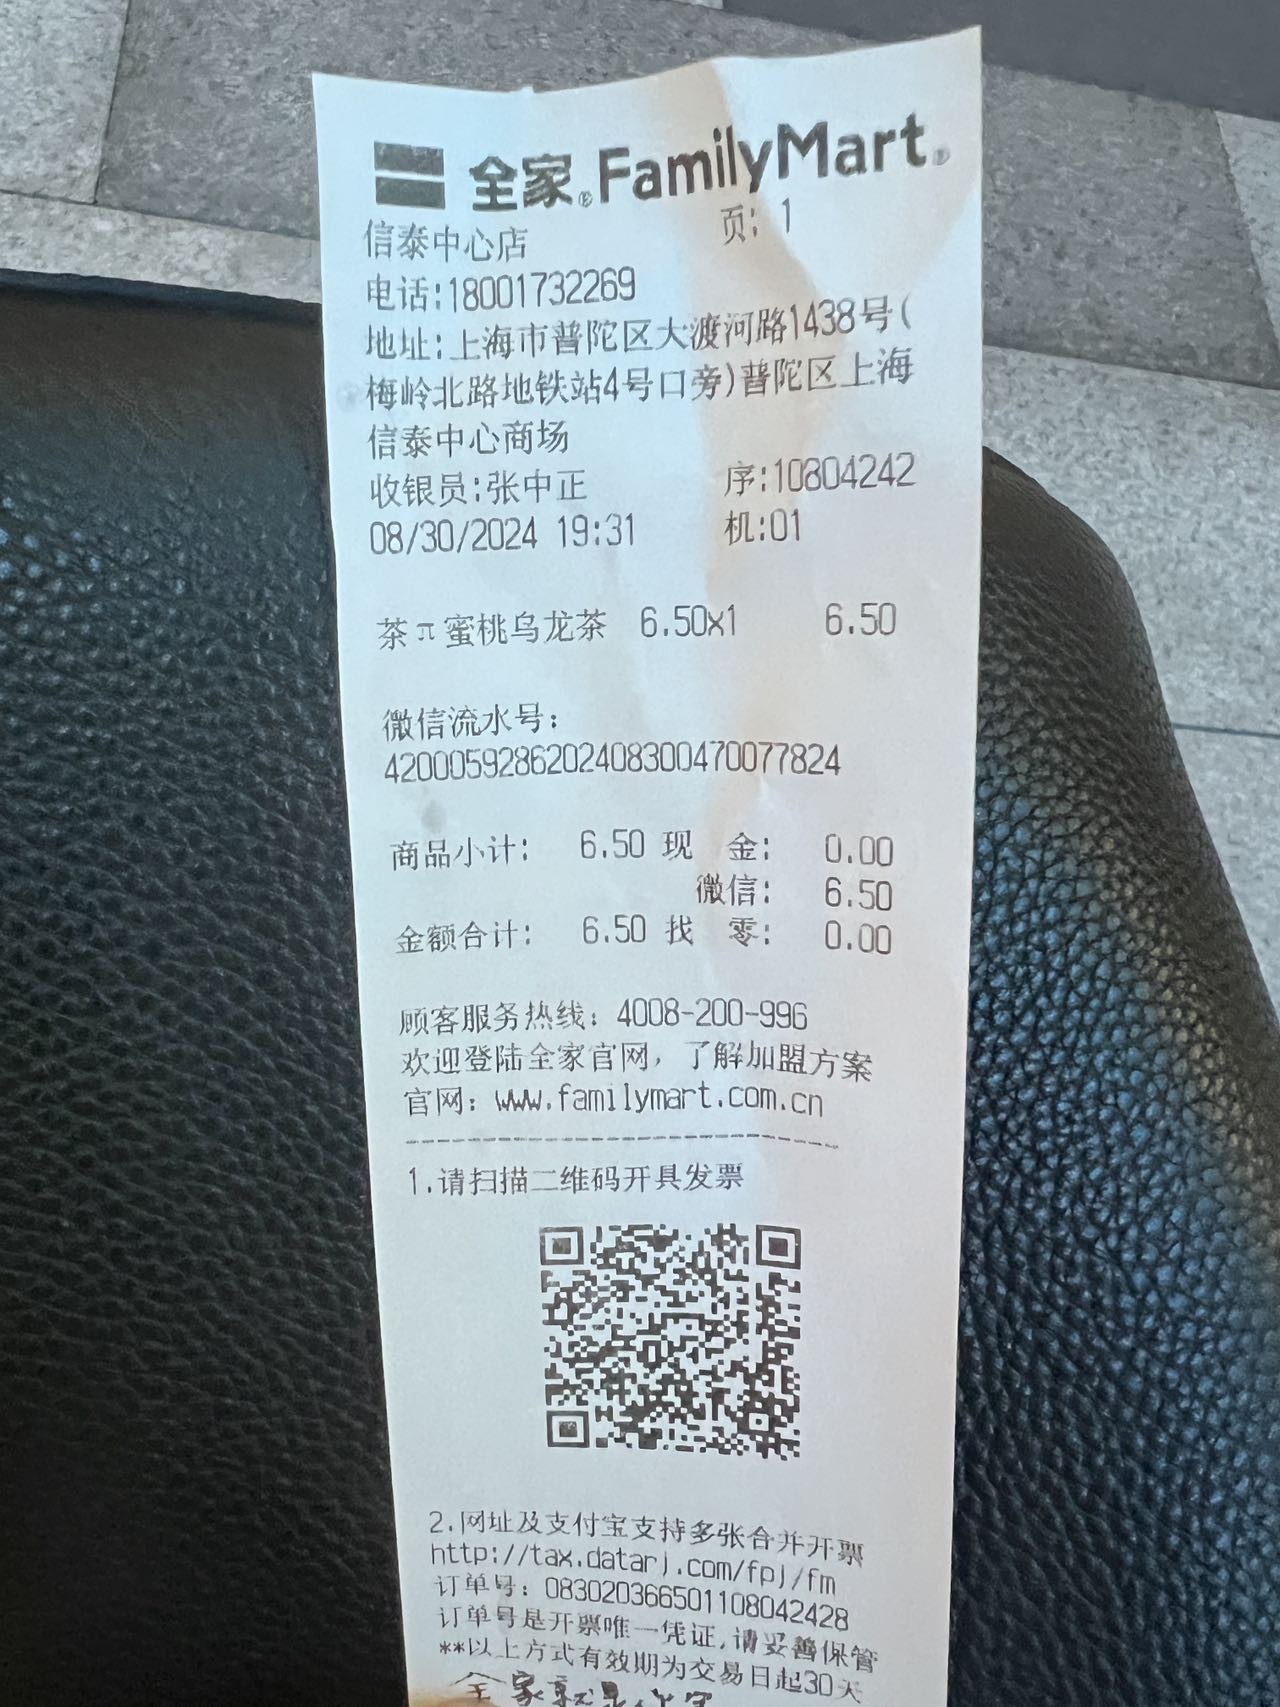 全家®FamilyMart®
信泰中心店 页: 1
电话:18001732269
地址:上海市普陀区大渡河路1438号(
梅岭北路地铁站4号口旁)普陀区上海
信泰中心商场
收银员:张中正 序:10804242
08/30/2024 19:31 机:01
茶π蜜桃乌龙茶 6.50x1 6.50
微信流水号:
4200059286202408300470077824
商品小计: 6.50 现 金: 0.00
微信: 6.50
金额合计: 6.50 找 零: 0.00
顾客服务热线: 4008-200-996
欢迎登陆全家官网, 了解加盟方案
官网: www.familymart.com.cn
1.请扫描二维码开具发票
2.网址及支付宝支持多张合并开票
http://tax.datarj.com/fpj/fm
订单号: 083020366501108042428
订单号是开票唯一凭证,请妥善保管
**以上方式有效期为交易日起30天
全家就是